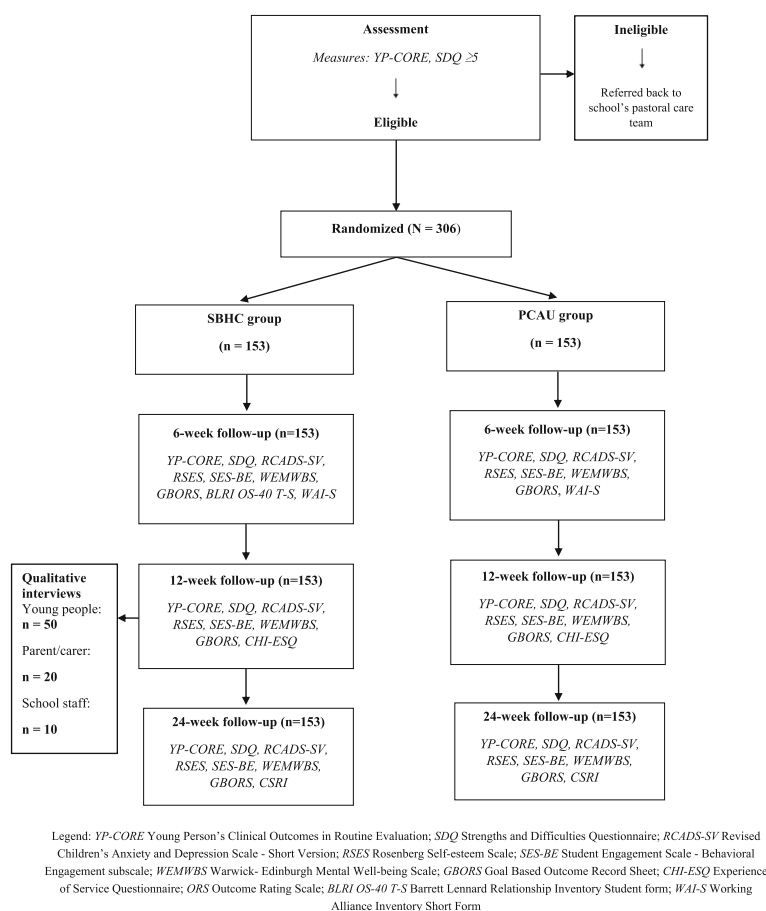 Assessment
Measures: YP-CORE, SDQ ≥5
Eligible
Ineligible
Referred back to
school's pastoral care
team
Randomized (N = 306)
SBHC group
(n = 153)
PCAU group
(n = 153)
6-week follow-up (n=153)
YP-CORE, SDQ, RCADS-SV,
RSES, SES-BE, WEMWBS,
GBORS, BLRI OS-40 T-S, WAI-S
6-week follow-up (n=153)
YP-CORE, SDQ, RCADS-SV,
RSES, SES-BE, WEMWBS,
GBORS, WAI-S
Qualitative
interviews
Young people:
n = 50
Parent/carer:
n = 20
School staff:
n = 10
12-week follow-up (n=153)
YP-CORE, SDQ, RCADS-SV,
RSES, SES-BE, WEMWBS,
GBORS, CHI-ESQ
12-week follow-up (n=153)
YP-CORE, SDQ, RCADS-SV,
RSES, SES-BE, WEMWBS,
GBORS, CHI-ESQ
24-week follow-up (n=153)
YP-CORE, SDQ, RCADS-SV,
RSES, SES-BE, WEMWBS,
GBORS, CSRI
24-week follow-up (n=153)
YP-CORE, SDQ, RCADS-SV,
RSES, SES-BE, WEMWBS,
GBORS, CSRI
Legend: YP-CORE Young Person's Clinical Outcomes in Routine Evaluation; SDQ Strengths and Difficulties Questionnaire; RCADS-SV Revised
Children's Anxiety and Depression Scale - Short Version; RSES Rosenberg Self-esteem Scale; SES-BE Student Engagement Scale - Behavioral
Engagement subscale; WEMWBS Warwick- Edinburgh Mental Well-being Scale; GBORS Goal Based Outcome Record Sheet; CHI-ESQ Experience
of Service Questionnaire; ORS Outcome Rating Scale; BLRI OS-40 T-S Barrett Lennard Relationship Inventory Student form; WAI-S Working
Alliance Inventory Short Form